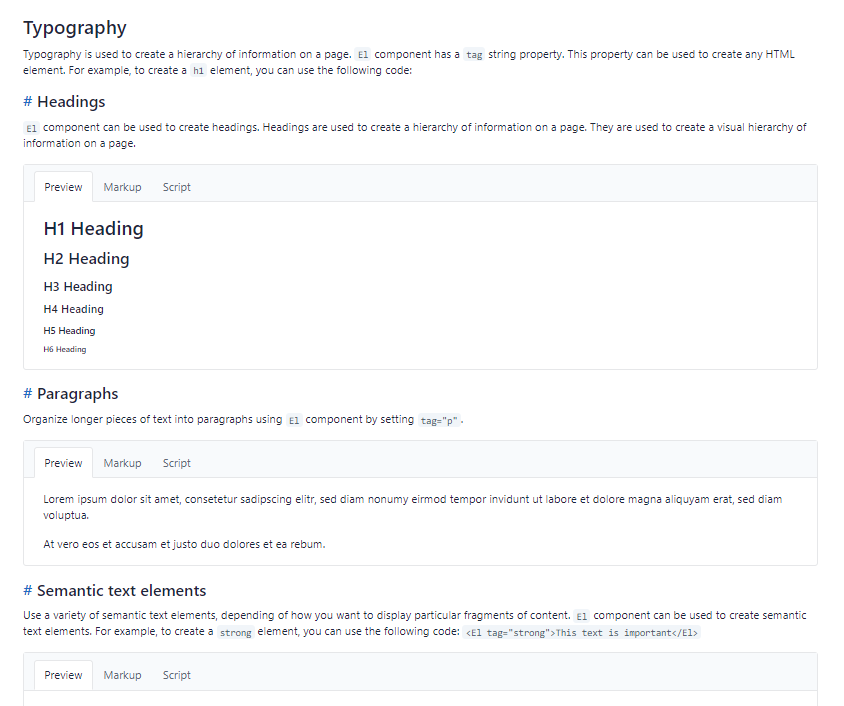 Typography
Typography is used to create a hierarchy of information on a page. El component has a tag string property. This property can be used to create any HTML
element. For example, to create a h1 element, you can use the following code:
# Headings
El component can be used to create headings. Headings are used to create a hierarchy of information on a page. They are used to create a visual hierarchy of
information on a page.
Preview Markup Script
H1 Heading
H2 Heading
H3 Heading
H4 Heading
H5 Heading
H6 Heading
# Paragraphs
Organize longer pieces of text into paragraphs using El component by setting tag="p" .
Preview Markup Script
Lorem ipsum dolor sit amet, consetetur sadipscing elitr, sed diam nonumy eirmod tempor invidunt ut labore et dolore magna aliquyam erat, sed diam
voluptua.
At vero eos et accusam et justo duo dolores et ea rebum.
# Semantic text elements
Use a variety of semantic text elements, depending of how you want to display particular fragments of content. El component can be used to create semantic
text elements. For example, to create a strong element, you can use the following code: <El tag="strong">This text is important</El>
Preview Markup Script